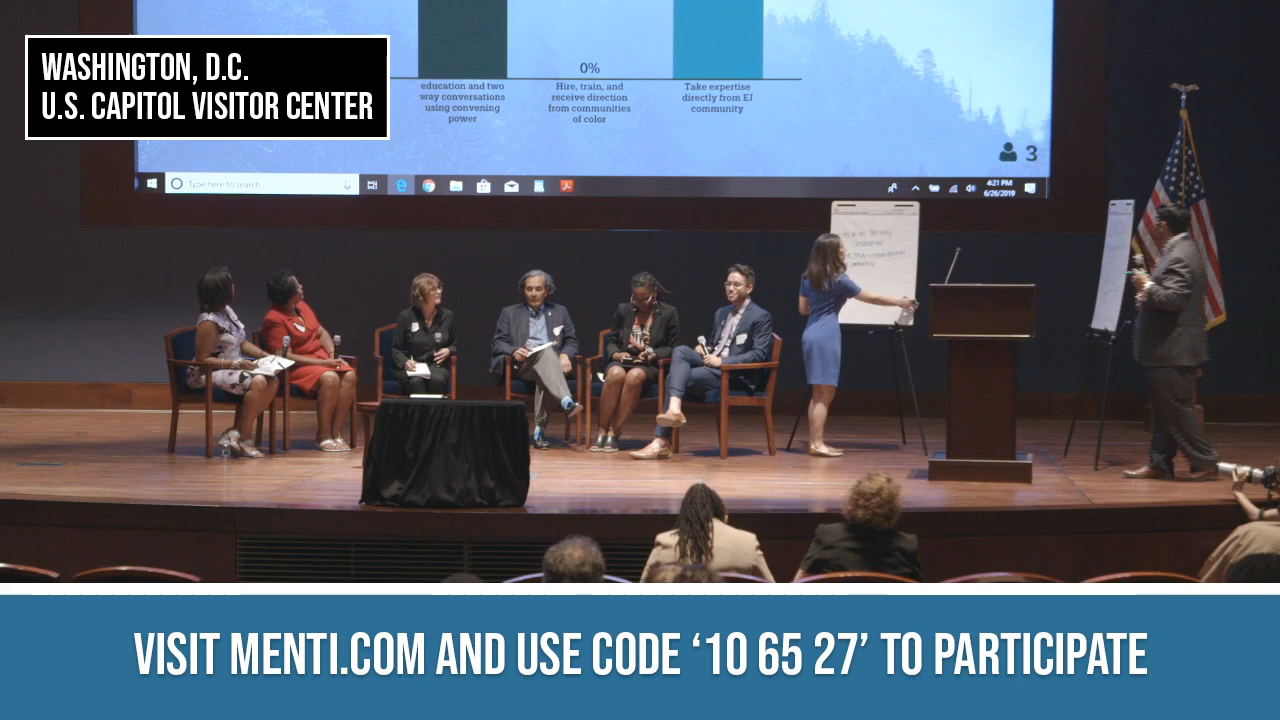 WASHINGTON, D.C.
U.S. CAPITOL VISITOR CENTER
education and two
way conversations
using convening
power
0%
Hire, train, and
receive direction
from communities
of color
Take expertise
directly from EJ
community
3
Type here to search
4:21 PM
6/26/2019
VISIT MENTI.COM AND USE CODE ‘10 65 27’ TO PARTICIPATE